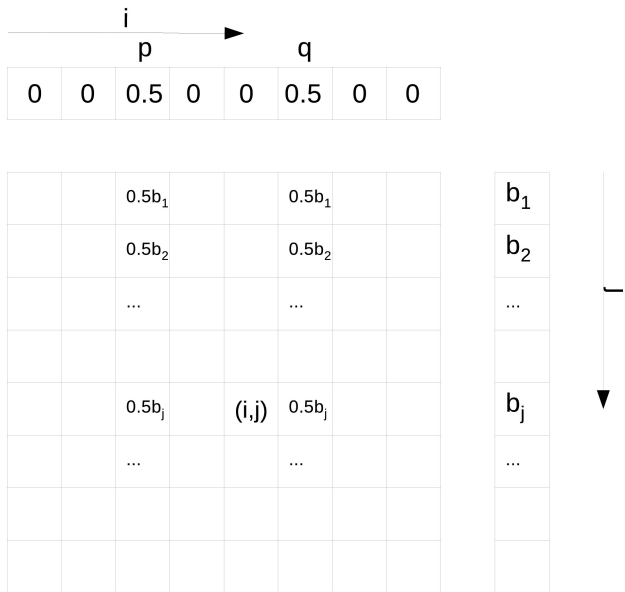 i
p q
0 0 0.5 0 0 0.5 0 0
0.5b₁ 0.5b₁ b₁
0.5b₂ 0.5b₂ b₂
... ... ...
j
0.5bⱼ (i,j) 0.5bⱼ bⱼ
... ... ...